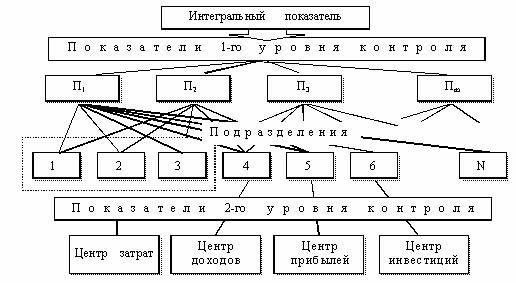 Интегральный показатель
Показатели 1-го уровня контроля
П1 П2 П3 Пm
Подразделения
1 2 3 4 5 6 N
Показатели 2-го уровня контроля
Центр затрат Центр доходов Центр прибылей Центр инвестиций